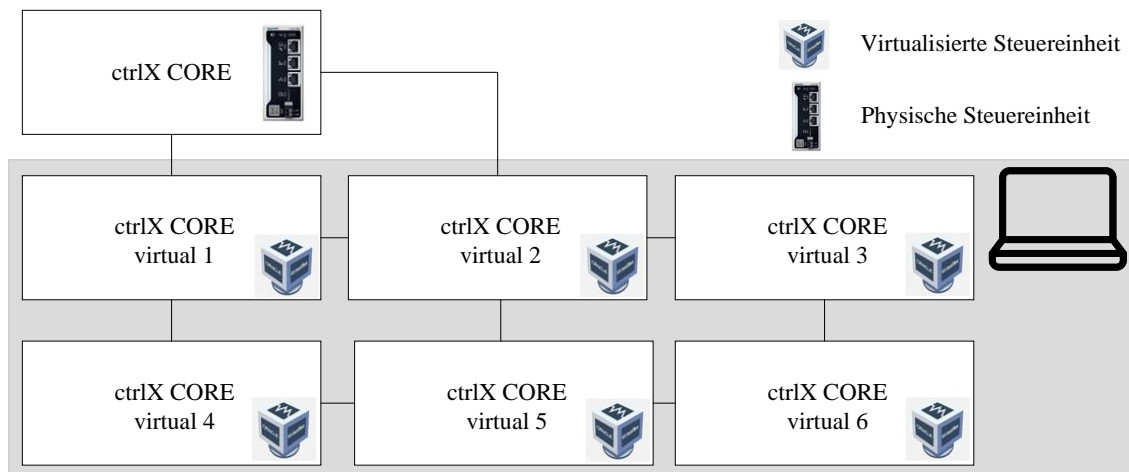 ctrlX CORE
Virtualisierte Steuereinheit
Physische Steuereinheit
ctrlX CORE
virtual 1
ctrlX CORE
virtual 2
ctrlX CORE
virtual 3
ctrlX CORE
virtual 4
ctrlX CORE
virtual 5
ctrlX CORE
virtual 6